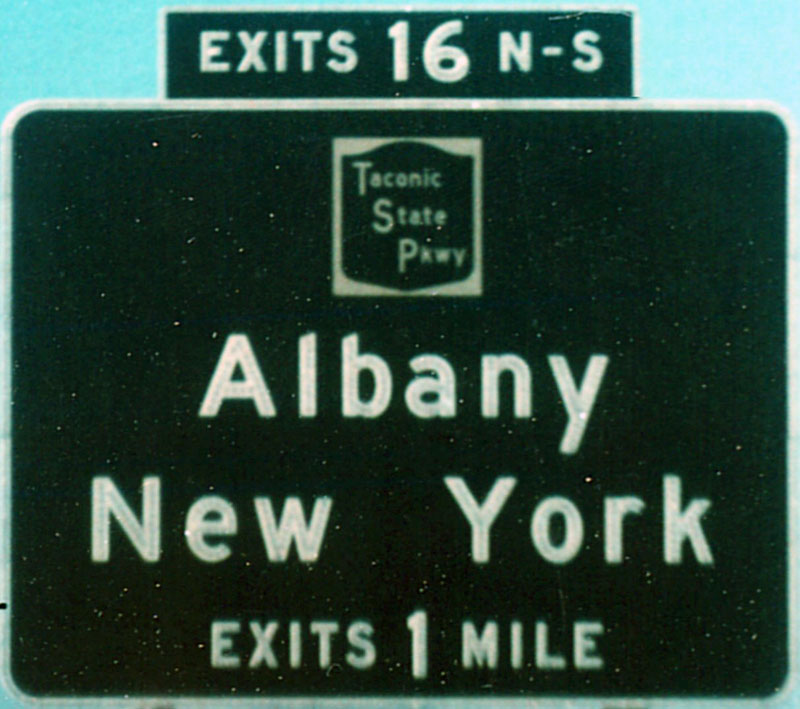 EXITS 16 N-S
Taconic
State
Pkwy
Albany
New York
EXITS 1 MILE